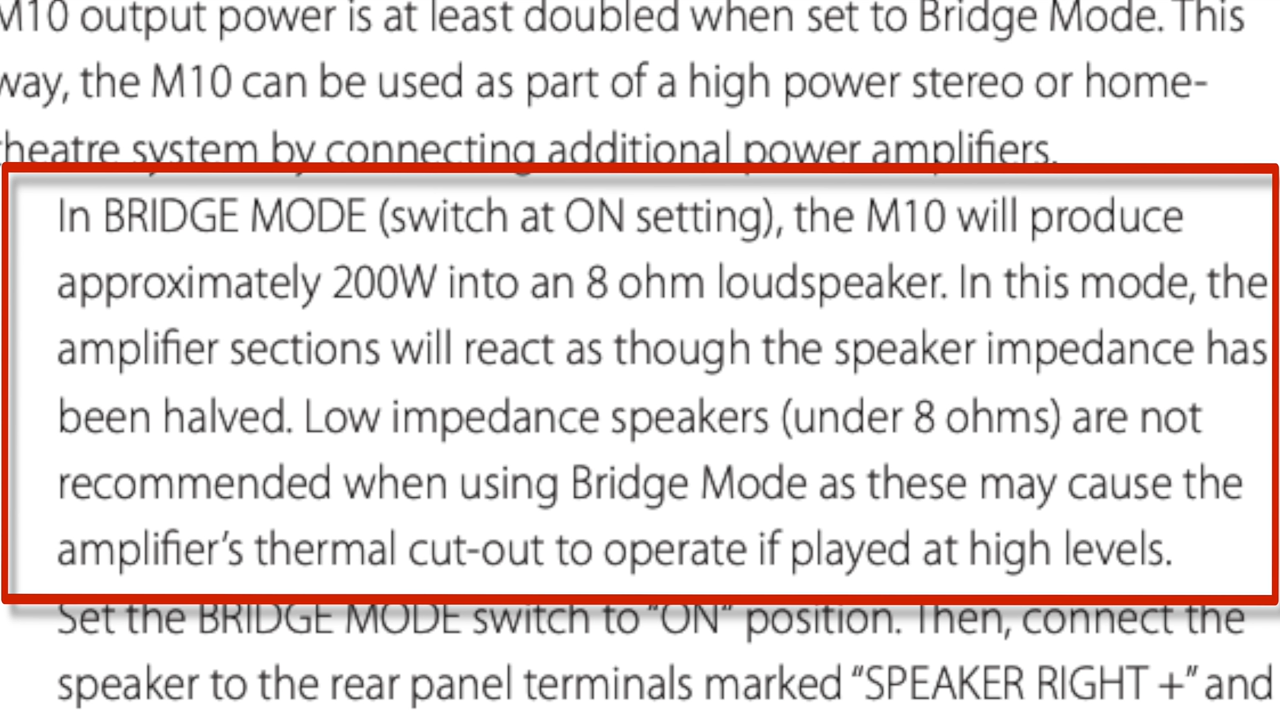 M10 output power is at least doubled when set to Bridge Mode. This
way, the M10 can be used as part of a high power stereo or home-
theatre system by connecting additional power amplifiers.
In BRIDGE MODE (switch at ON setting), the M10 will produce
approximately 200W into an 8 ohm loudspeaker. In this mode, the
amplifier sections will react as though the speaker impedance has
been halved. Low impedance speakers (under 8 ohms) are not
recommended when using Bridge Mode as these may cause the
amplifier’s thermal cut-out to operate if played at high levels.
Set the BRIDGE MODE switch to “ON“ position. Then, connect the
speaker to the rear panel terminals marked “SPEAKER RIGHT +” and